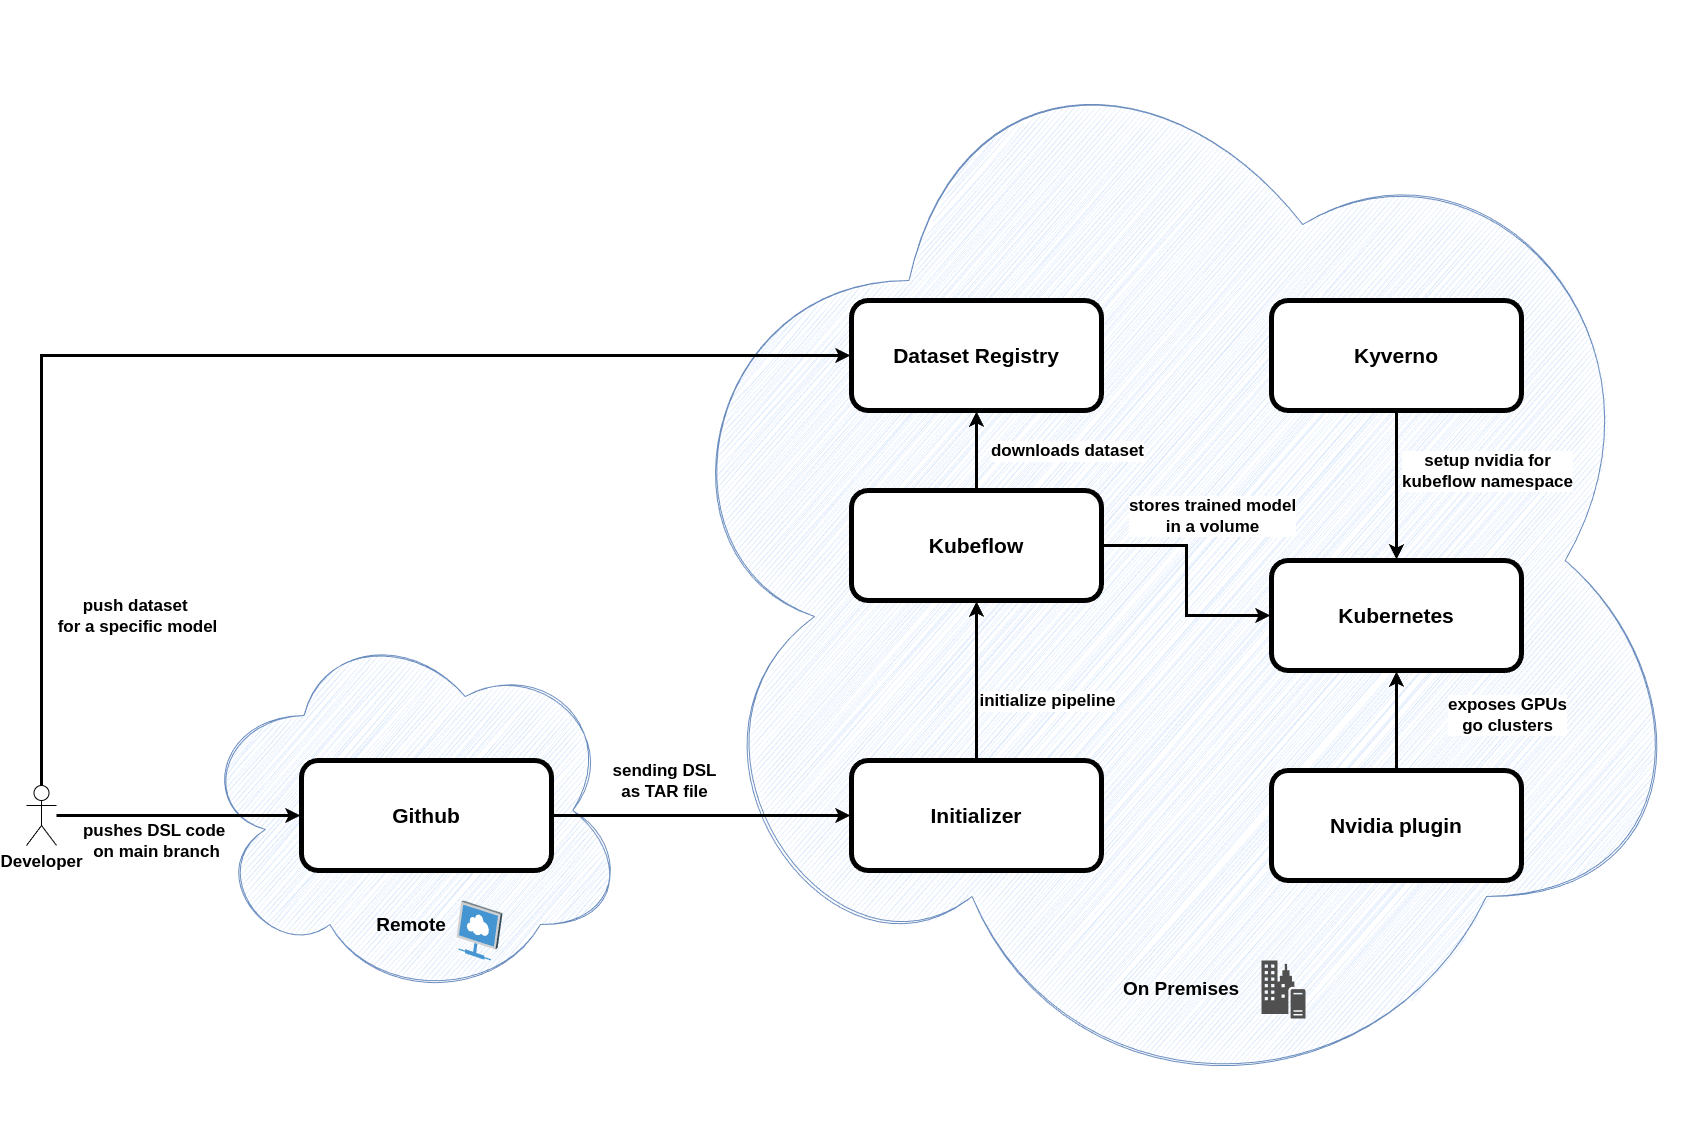 Dataset Registry
Kyverno
downloads dataset
setup nvidia for
kubeflow namespace
stores trained model
in a volume
Kubeflow
push dataset
for a specific model
Kubernetes
initialize pipeline
exposes GPUs
go clusters
sending DSL
as TAR file
Github
Initializer
Nvidia plugin
pushes DSL code
on main branch
Developer
Remote
On Premises